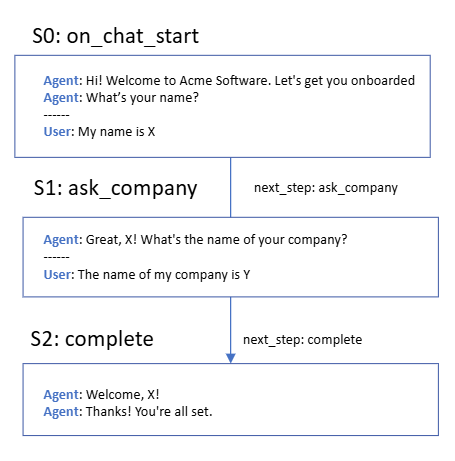 S0: on_chat_start
Agent: Hi! Welcome to Acme Software. Let's get you onboarded
Agent: What’s your name?
------
User: My name is X
S1: ask_company
next_step: ask_company
Agent: Great, X! What's the name of your company?
------
User: The name of my company is Y
S2: complete
next_step: complete
Agent: Welcome, X!
Agent: Thanks! You're all set.